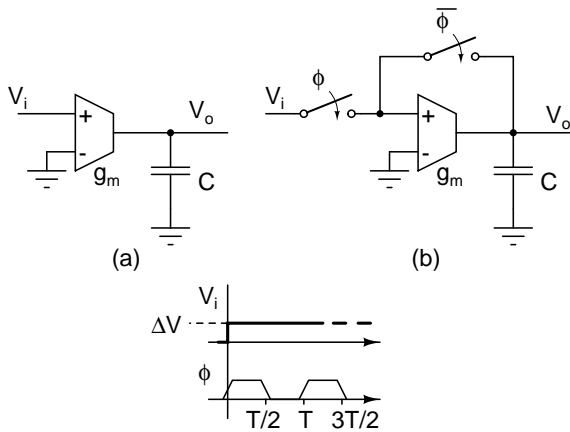 V_i
+
-
g_m
V_o
C
(a)
ϕ̅
ϕ
V_i
+
-
g_m
V_o
C
(b)
V_i
ΔV
ϕ
T/2 T 3T/2